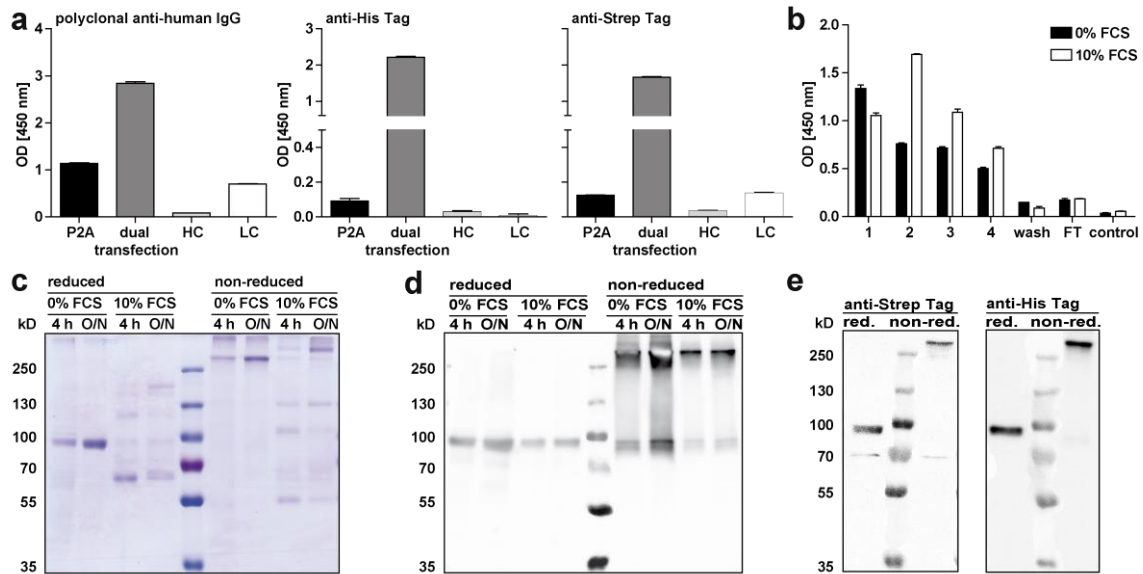 a
polyclonal anti-human IgG
anti-His Tag
anti-Strep Tag
OD [450 nm]
4
3
2
1
0
P2A dual HC LC
transfection
OD [450 nm]
3
2
1
0.2
0.0
P2A dual HC LC
transfection
OD [450 nm]
3
2
1
0.2
0.0
P2A dual HC LC
transfection
b
0% FCS
10% FCS
OD [450 nm]
2.0
1.5
1.0
0.5
0.0
1 2 3 4 wash FT control
c
reduced non-reduced
0% FCS 10% FCS 0% FCS 10% FCS
kD 4 h O/N 4 h O/N 4 h O/N 4 h O/N
250
130
100
70
55
35
d
reduced non-reduced
0% FCS 10% FCS 0% FCS 10% FCS
kD 4 h O/N 4 h O/N 4 h O/N 4 h O/N
250
130
100
70
55
35
e
anti-Strep Tag anti-His Tag
kD red. non-red. red. non-red.
250
130
100
70
55
35